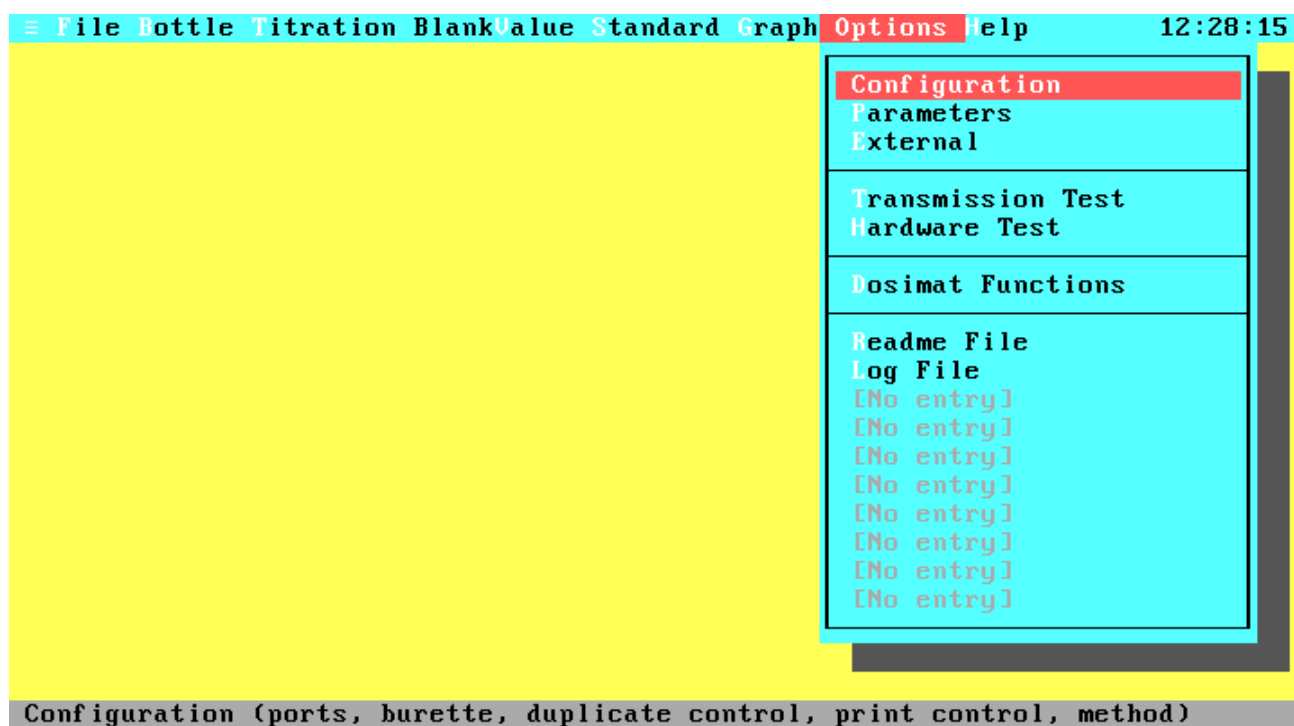 ≡ File Bottle Titration BlankValue Standard Graph Options Help 12:28:15
Configuration
Parameters
External
Transmission Test
Hardware Test
Dosimat Functions
Readme File
Log File
[No entry]
[No entry]
[No entry]
[No entry]
[No entry]
[No entry]
[No entry]
[No entry]
Configuration (ports, burette, duplicate control, print control, method)